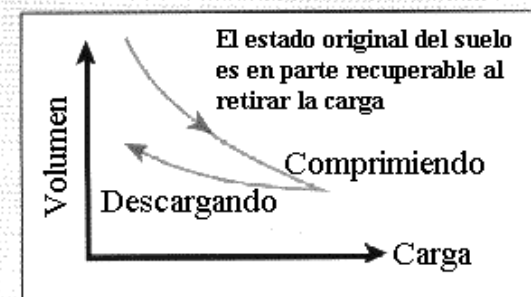 El estado original del suelo
es en parte recuperable al
retirar la carga
Volumen
Comprimiendo
Descargando
Carga